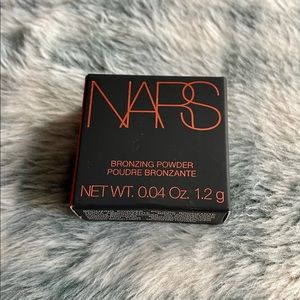 NARS
BRONZING POWDER
POUDRE BRONZANTE
NET WT. 0.04 Oz. 1.2 g